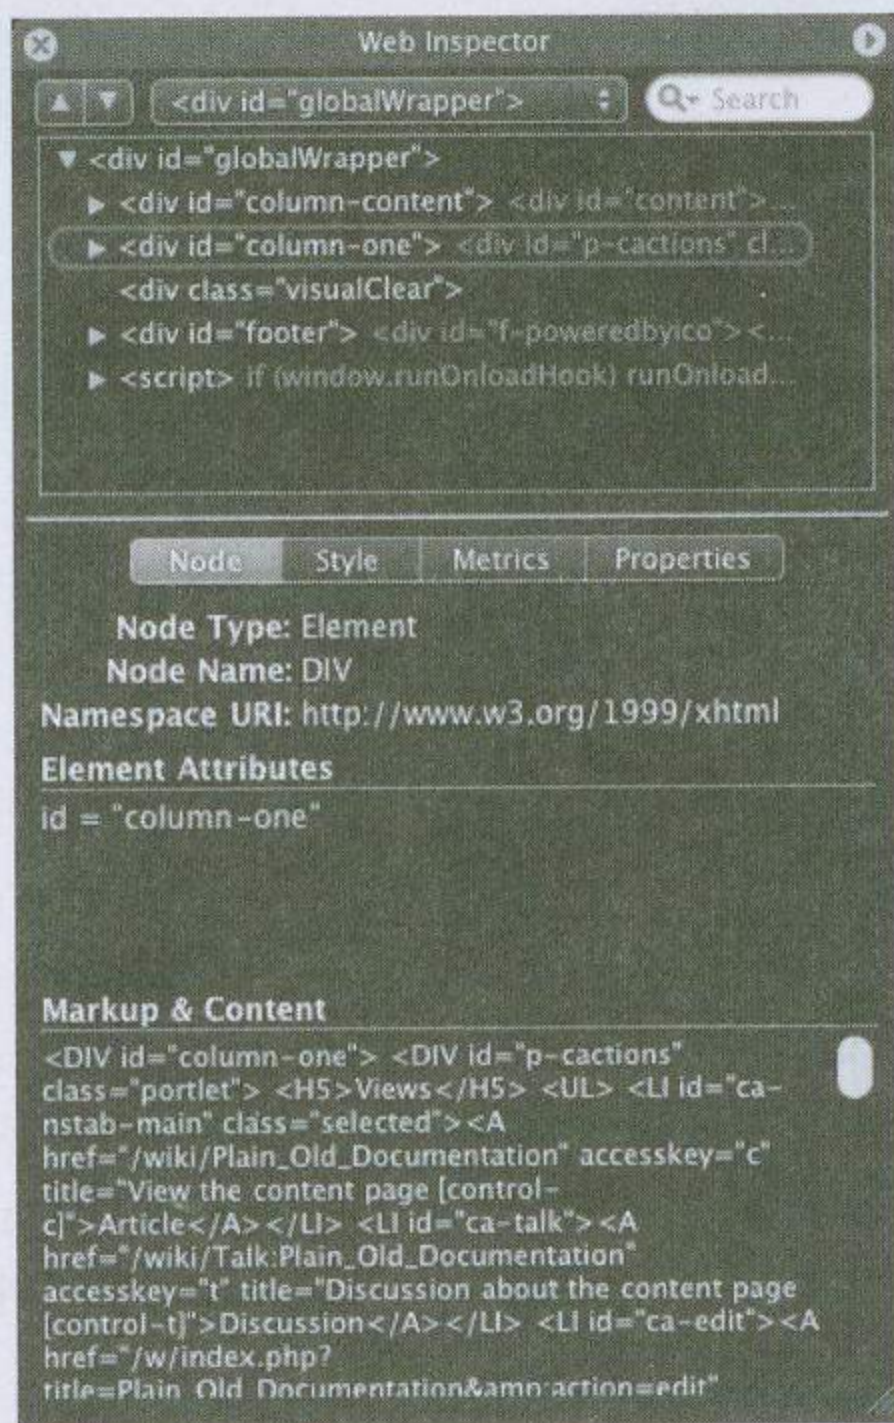 Web Inspector
<div id="globalWrapper">
Search
<div id="globalWrapper">
<div id="column-content"> <div id="content">...
<div id="column-one"> <div id="p-cactions" cl...
<div class="visualClear">
<div id="footer"> <div id="f-poweredbyico"><...
<script> if (window.runOnloadHook) runOnload...
Node Style Metrics Properties
Node Type: Element
Node Name: DIV
Namespace URI: http://www.w3.org/1999/xhtml
Element Attributes
id = "column-one"
Markup & Content
<DIV id="column-one"> <DIV id="p-cactions"
class="portlet"> <H5>Views</H5> <UL> <LI id="ca-
nstab-main" class="selected"><A
href="/wiki/Plain_Old_Documentation" accesskey="c"
title="View the content page [control-
c]">Article</A></LI> <LI id="ca-talk"><A
href="/wiki/Talk:Plain_Old_Documentation"
accesskey="t" title="Discussion about the content page
[control-t]">Discussion</A></LI> <LI id="ca-edit"><A
href="/w/index.php?
title=Plain_Old_Documentation&amp;action=edit"